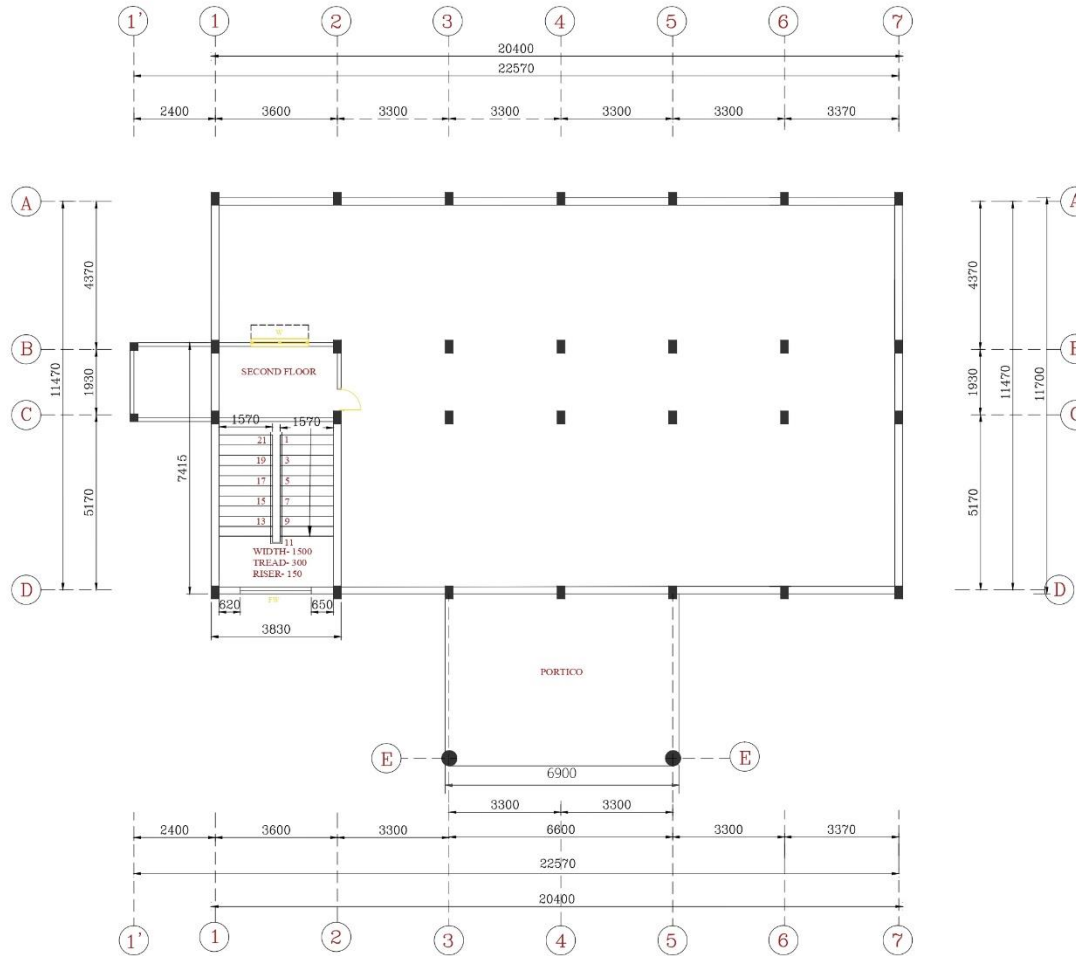 1' 1 2 3 4 5 6 7
20400
22570
2400 3600 3300 3300 3300 3300 3370
A A
4370 4370
B B
11470 1930 1930 11470 11700
C C
5170 5170
D D
W
SECOND FLOOR
1570 1570
7415
21 1
19 3
17 5
15 7
13 9
11
WIDTH- 1500
TREAD- 300
RISER- 150
FW
620 650
3830
PORTICO
E E
6900
3300 3300
2400 3600 3300 6600 3300 3370
22570
20400
1' 1 2 3 4 5 6 7